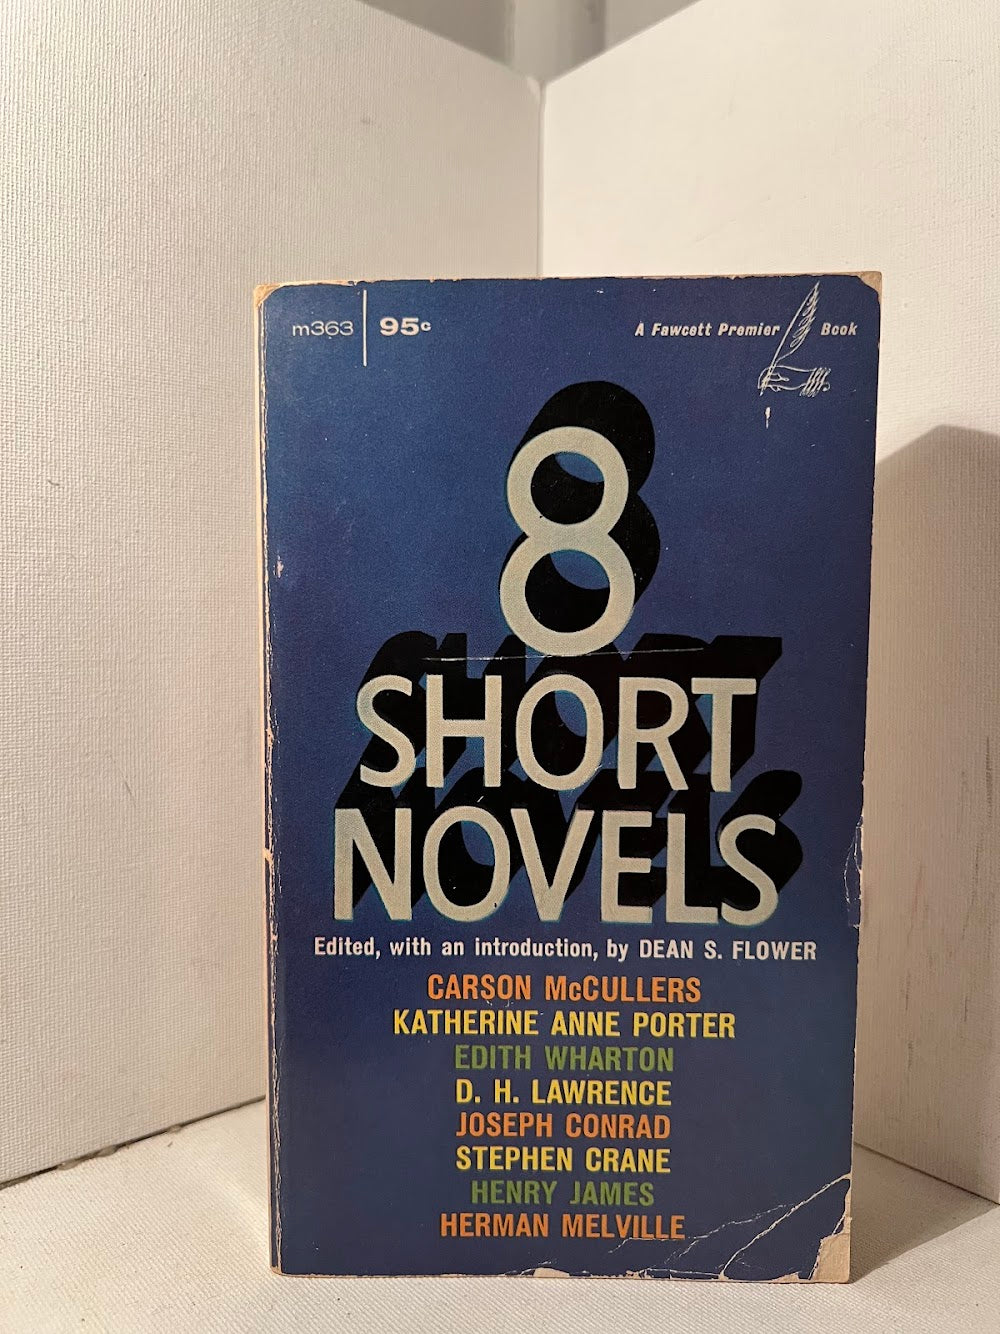 m363 95c A Fawcett Premier Book
8
SHORT
NOVELS
Edited, with an introduction, by DEAN S. FLOWER
CARSON McCULLERS
KATHERINE ANNE PORTER
EDITH WHARTON
D. H. LAWRENCE
JOSEPH CONRAD
STEPHEN CRANE
HENRY JAMES
HERMAN MELVILLE